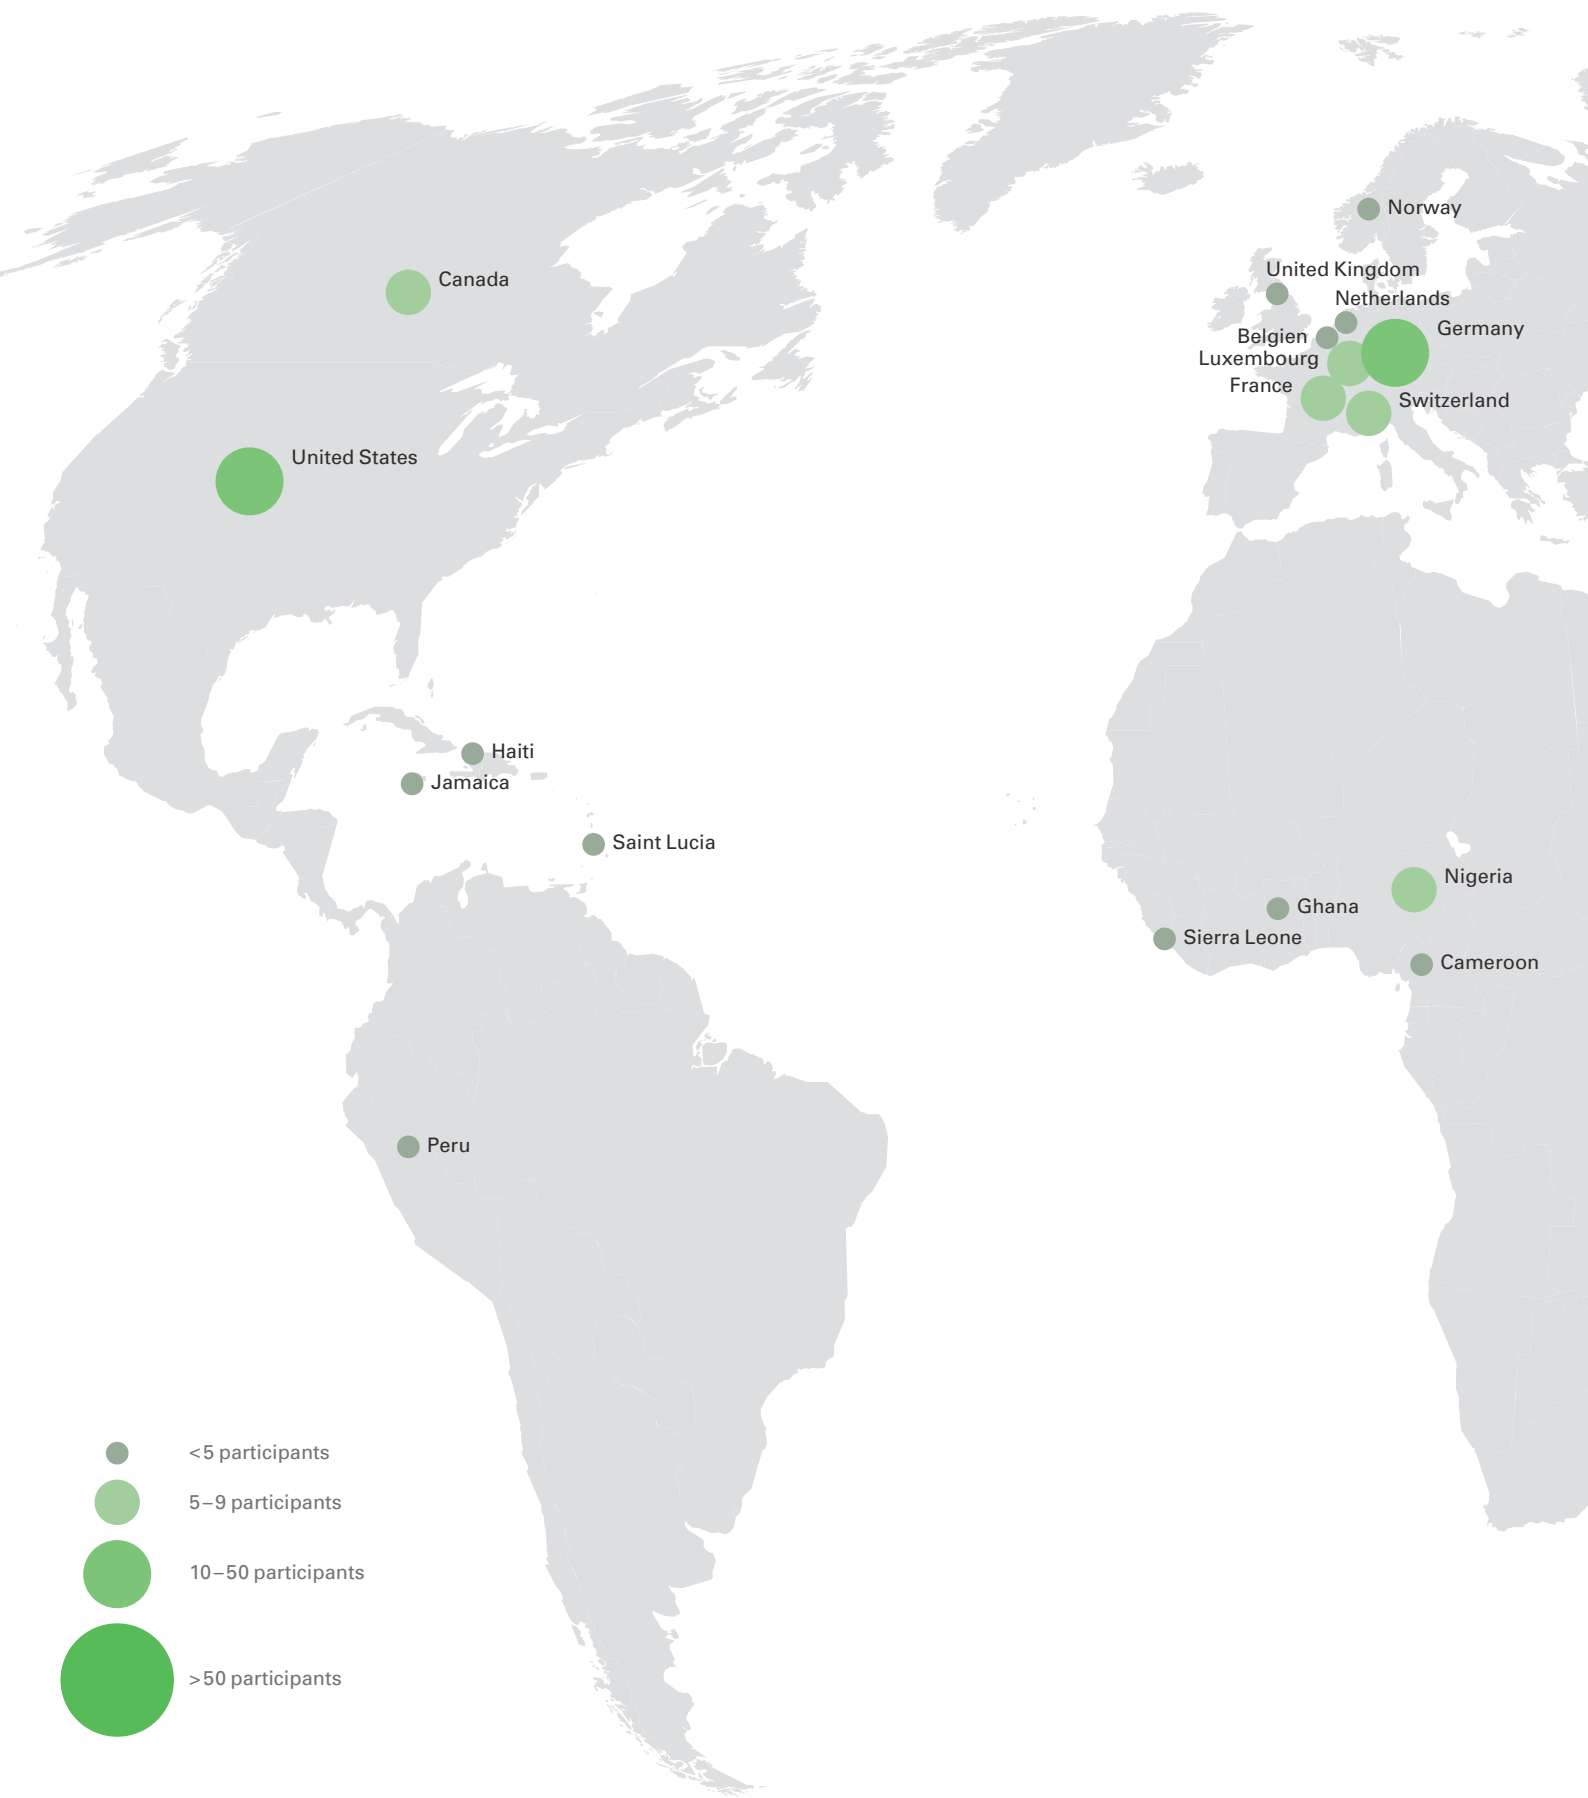 Norway
United Kingdom
Canada
Netherlands
Germany
Belgien
Luxembourg
France
Switzerland
United States
Haiti
Jamaica
Saint Lucia
Nigeria
Ghana
Sierra Leone
Cameroon
Peru
<5 participants
5–9 participants
10–50 participants
>50 participants